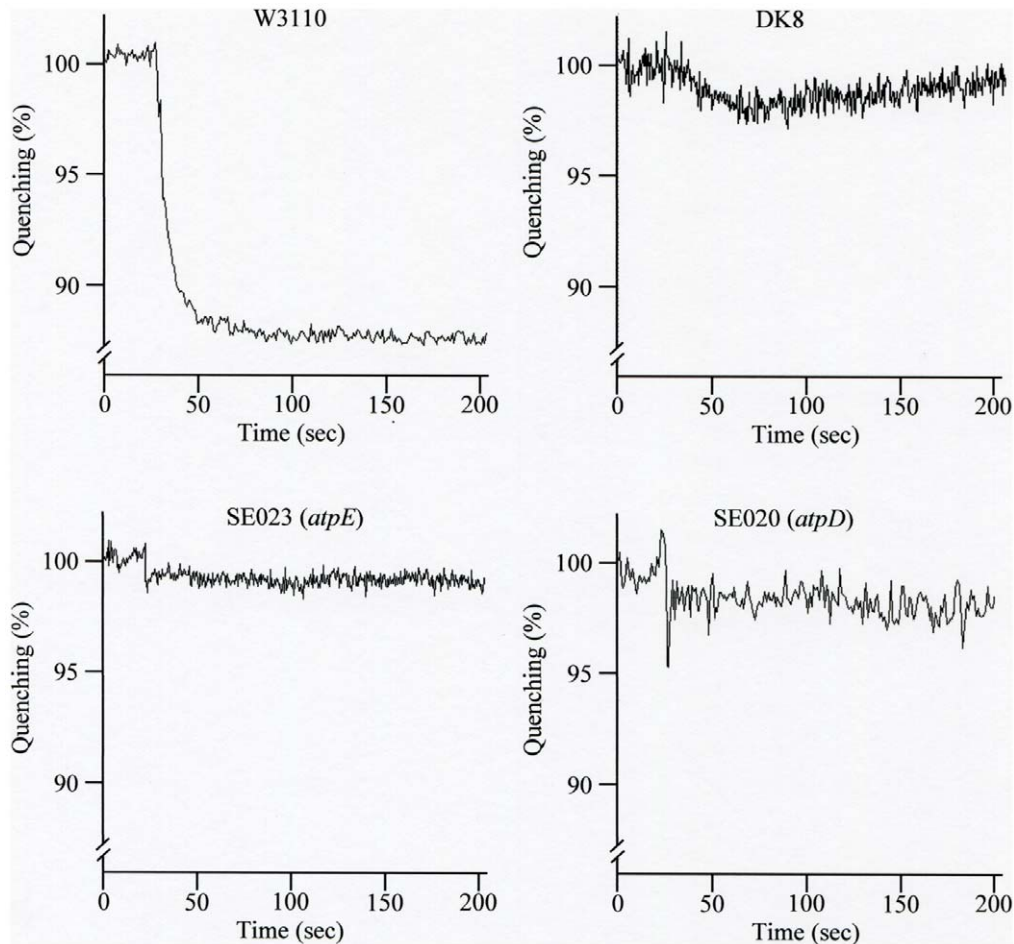 W3110
Quenching (%)
100
95
90
0 50 100 150 200
Time (sec)
DK8
Quenching (%)
100
95
90
0 50 100 150 200
Time (sec)
SE023 (atpE)
Quenching (%)
100
95
90
0 50 100 150 200
Time (sec)
SE020 (atpD)
Quenching (%)
100
95
90
0 50 100 150 200
Time (sec)